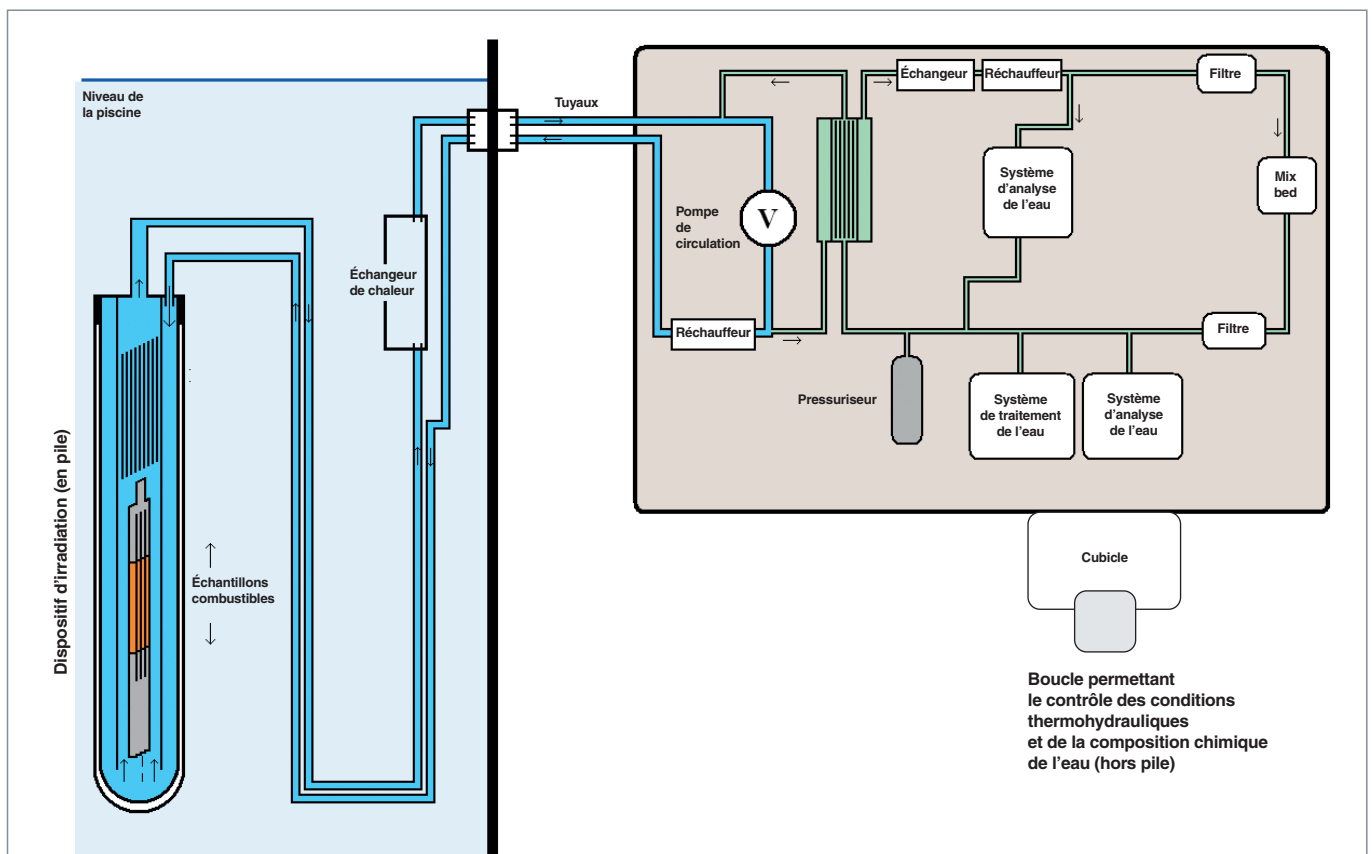 Niveau de
la piscine
Tuyaux
Échangeur
Réchauffeur
Filtre
Système
d'analyse
de l'eau
Mix
bed
Pompe
de
circulation
V
Échangeur
de chaleur
Réchauffeur
Filtre
Pressuriseur
Système
de traitement
de l'eau
Système
d'analyse
de l'eau
Dispositif d'irradiation (en pile)
Échantillons
combustibles
Cubicle
Boucle permettant
le contrôle des conditions
thermohydrauliques
et de la composition chimique
de l'eau (hors pile)